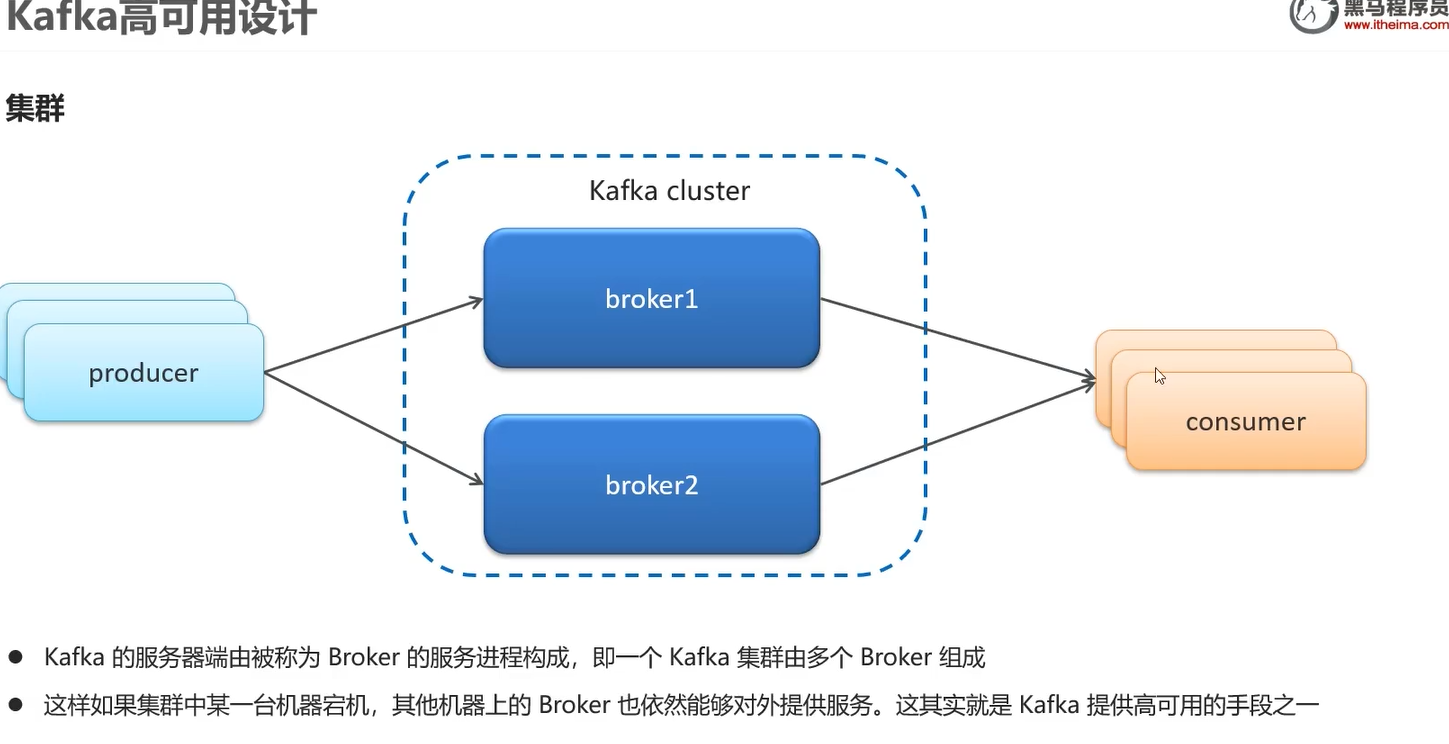 Kafka高可用设计
黑马程序员
www.itheima.com
集群
Kafka cluster
broker1
producer
consumer
broker2
Kafka 的服务器端由被称为 Broker 的服务进程构成，即一个 Kafka 集群由多个 Broker 组成
这样如果集群中某一台机器宕机，其他机器上的 Broker 也依然能够对外提供服务。这其实就是 Kafka 提供高可用的手段之一